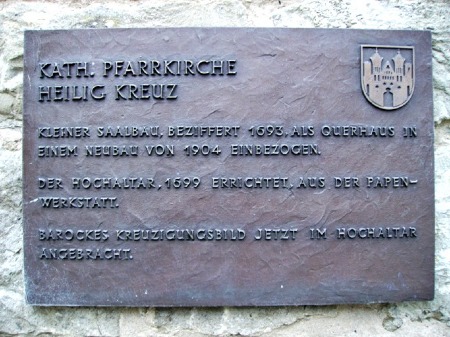 KATH. PFARRKIRCHE
HEILIG KREUZ
KLEINER SAALBAU, BEZIFFERT 1693, ALS QUERHAUS IN
EINEM NEUBAU VON 1904 EINBEZOGEN.
DER HOCHALTAR, 1699 ERRICHTET, AUS DER PAPEN-
WERKSTATT.
BAROCKES KREUZIGUNGSBILD JETZT IM HOCHALTAR
ANGEBRACHT.